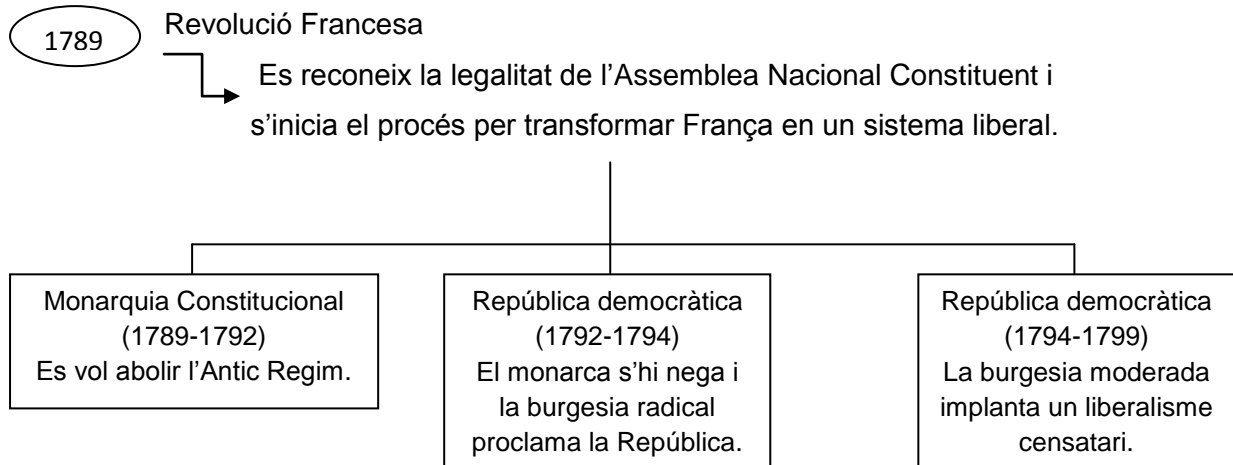 1789
Revolució Francesa
Es reconeix la legalitat de l’Assemblea Nacional Constituent i
s’inicia el procés per transformar França en un sistema liberal.
Monarquia Constitucional
(1789-1792)
Es vol abolir l’Antic Regim.
República democràtica
(1792-1794)
El monarca s’hi nega i
la burgesia radical
proclama la República.
República democràtica
(1794-1799)
La burgesia moderada
implanta un liberalisme
censatari.